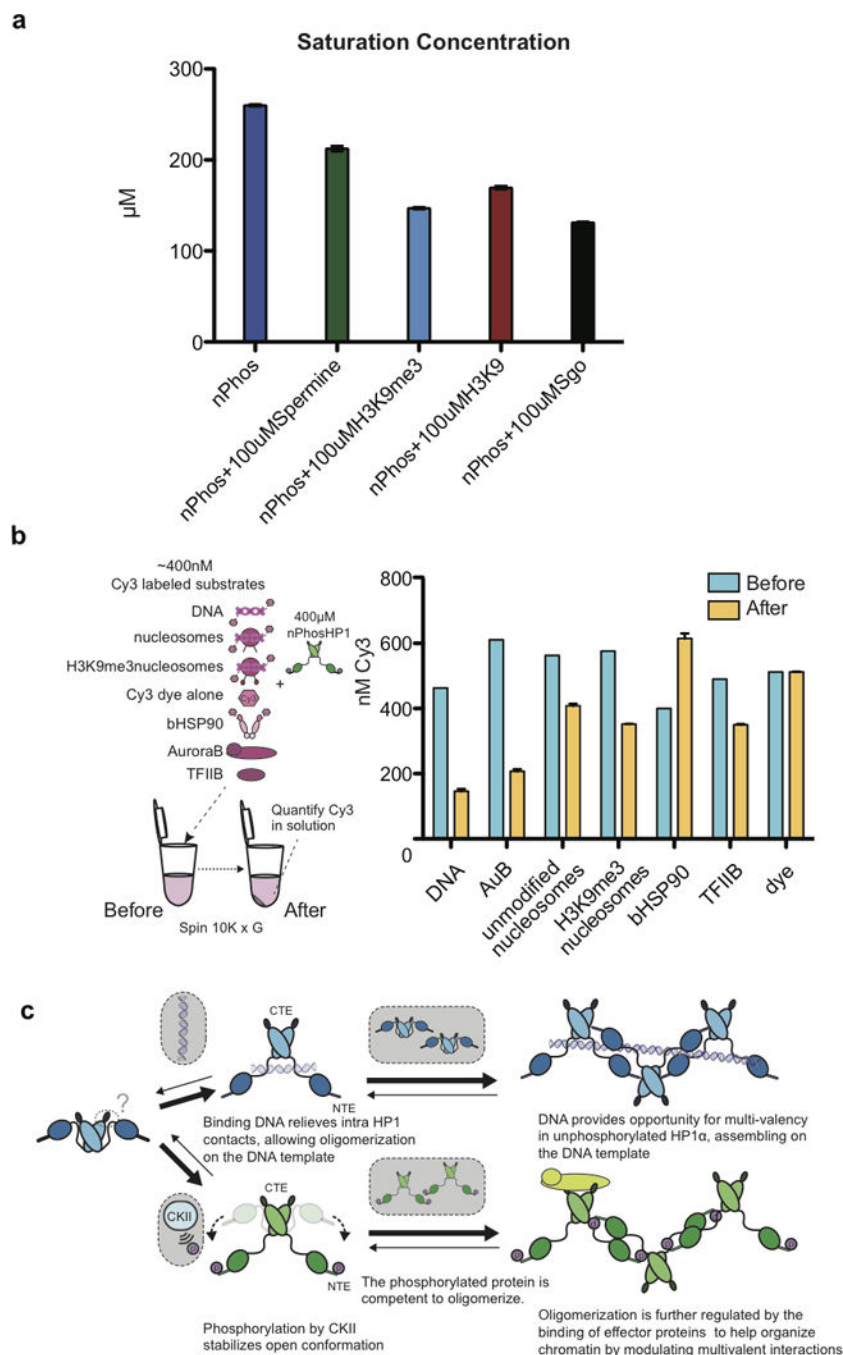 a
Saturation Concentration
300
200
100
0
µM
nPhos
nPhos+100uMSpermine
nPhos+100uMH3K9me3
nPhos+100uMH3K9
nPhos+100uMSgo
b
~400nM
Cy3 labeled substrates
DNA
nucleosomes
H3K9me3nucleosomes
Cy3 dye alone
bHSP90
AuroraB
TFIIB
+
400µM
nPhosHP1
Cy3
Quantify Cy3
in solution
Before
After
Spin 10K x G
Before
After
800
600
400
200
0
nM Cy3
DNA
AuB
unmodified
nucleosomes
H3K9me3
nucleosomes
bHSP90
TFIIB
dye
c
?
CTE
NTE
Binding DNA relieves intra HP1
contacts, allowing oligomerization
on the DNA template
DNA provides opportunity for multi-valency
in unphosphorylated HP1α, assembling on
the DNA template
CKII
CTE
NTE
Phosphorylation by CKII
stabilizes open conformation
The phosphorylated protein is
competent to oligomerize.
Oligomerization is further regulated by the
binding of effector proteins to help organize
chromatin by modulating multivalent interactions